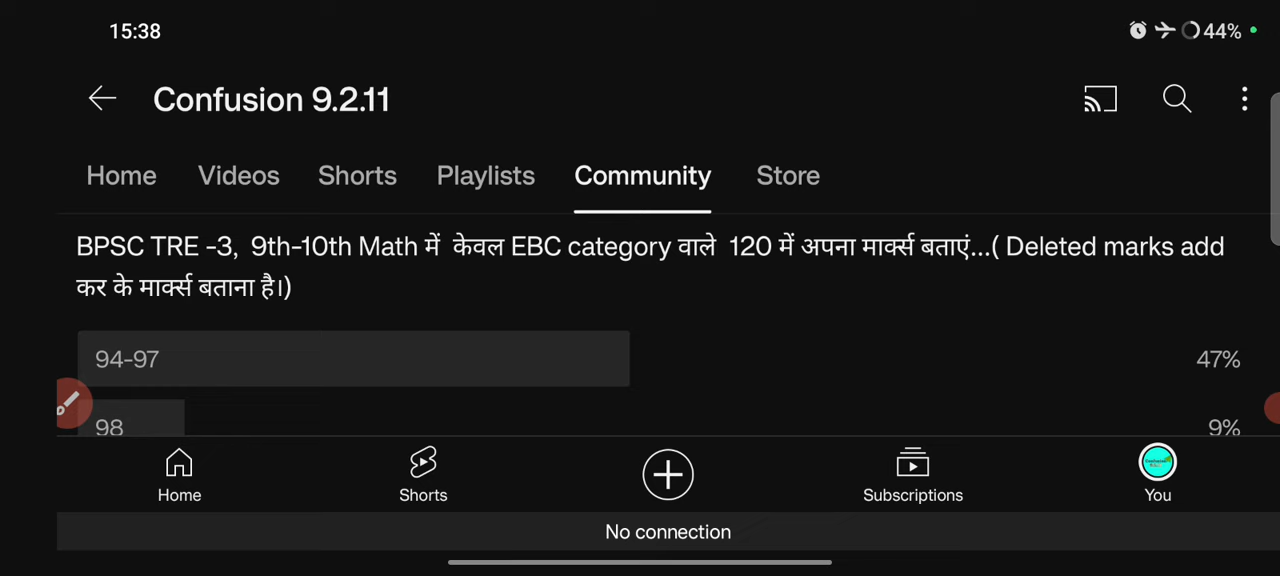 15:38
44%
Confusion 9.2.11
Home Videos Shorts Playlists Community Store
BPSC TRE -3, 9th-10th Math में केवल EBC category वाले 120 में अपना मार्क्स बताएं...( Deleted marks add
कर के मार्क्स बताना है।)
94-97 47%
98 9%
Home Shorts Subscriptions You
No connection